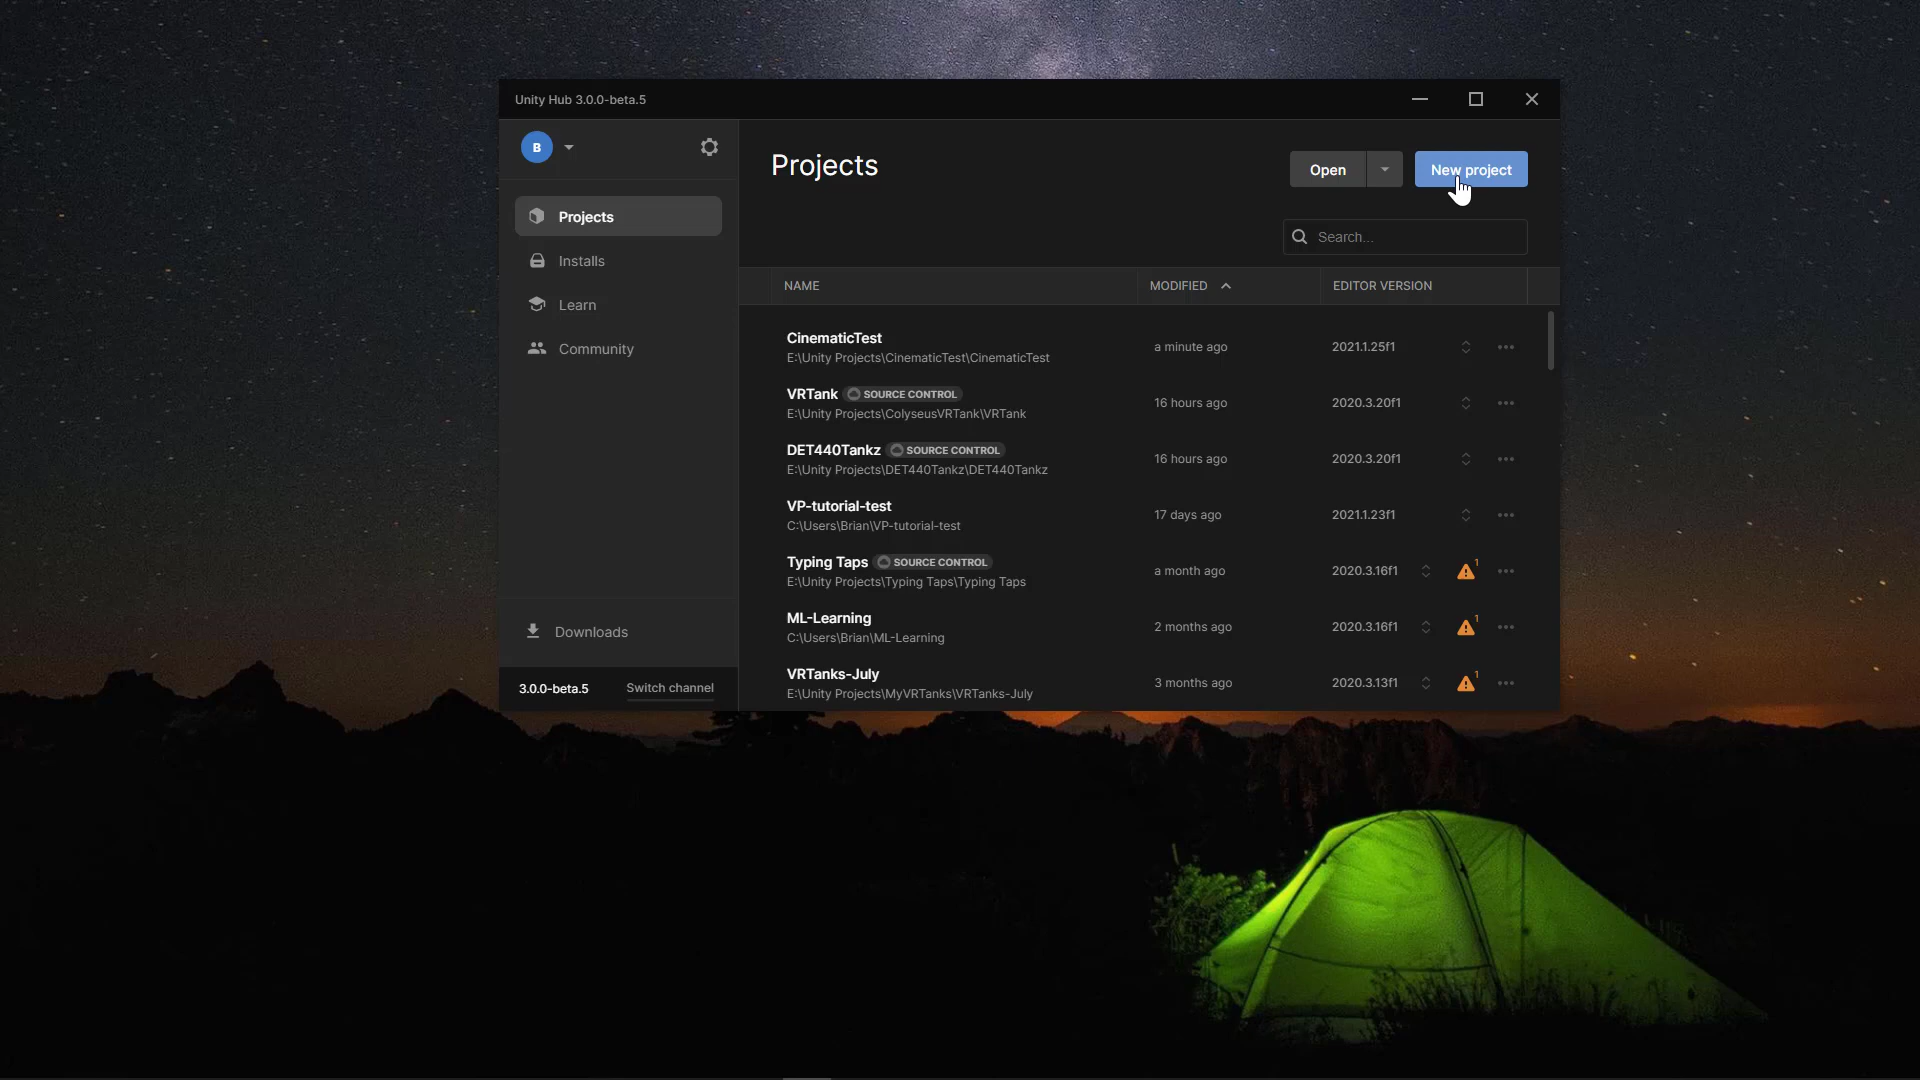 Unity Hub 3.0.0-beta.5
B
Projects
Installs
Learn
Community
Downloads
3.0.0-beta.5 Switch channel
Projects
Open New project
Search...
NAME MODIFIED EDITOR VERSION
CinematicTest
E:\Unity Projects\CinematicTest\CinematicTest
a minute ago 2021.1.25f1
VRTank SOURCE CONTROL
E:\Unity Projects\ColyseusVRTank\VRTank
16 hours ago 2020.3.20f1
DET440Tankz SOURCE CONTROL
E:\Unity Projects\DET440Tankz\DET440Tankz
16 hours ago 2020.3.20f1
VP-tutorial-test
C:\Users\Brian\VP-tutorial-test
17 days ago 2021.1.23f1
Typing Taps SOURCE CONTROL
E:\Unity Projects\Typing Taps\Typing Taps
a month ago 2020.3.16f1 1
ML-Learning
C:\Users\Brian\ML-Learning
2 months ago 2020.3.16f1 1
VRTanks-July
E:\Unity Projects\MyVRTanks\VRTanks-July
3 months ago 2020.3.13f1 1